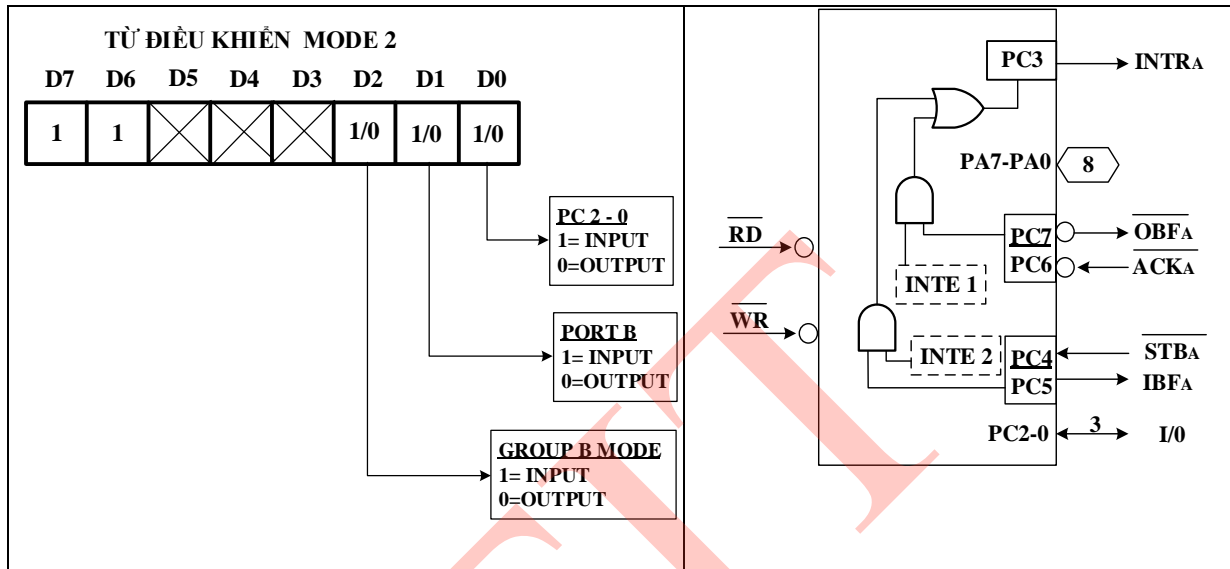 TỪ ĐIỀU KHIỂN MODE 2
D7 D6 D5 D4 D3 D2 D1 D0
1 1 1/0 1/0 1/0
PC 2 - 0
1= INPUT
0=OUTPUT
PORT B
1= INPUT
0=OUTPUT
GROUP B MODE
1= INPUT
0=OUTPUT
PC3
INTRA
PA7-PA0
8
RD
PC7
OBFA
PC6
ACKA
INTE 1
WR
INTE 2
PC4
STBA
PC5
IBFA
PC2-0
3
I/0